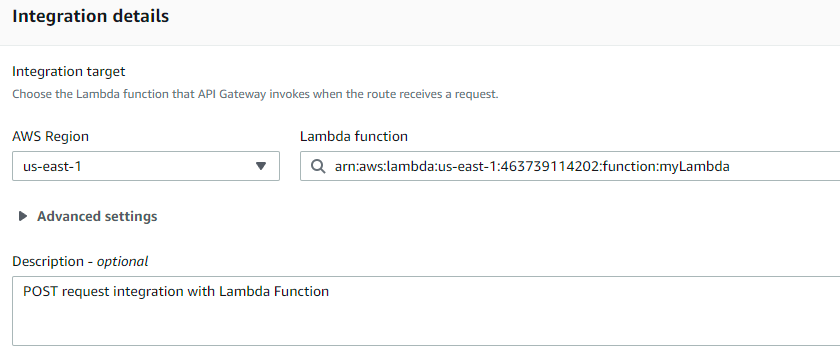 Integration details
Integration target
Choose the Lambda function that API Gateway invokes when the route receives a request.
AWS Region
Lambda function
us-east-1
arn:aws:lambda:us-east-1:463739114202:function:myLambda
Advanced settings
Description - optional
POST request integration with Lambda Function